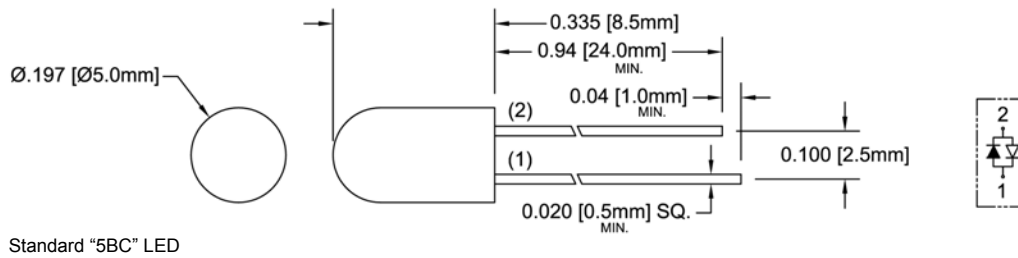 0.335 [8.5mm]
0.94 [24.0mm]
MIN.
Ø.197 [Ø5.0mm]
0.04 [1.0mm]
MIN.
(2)
2
0.100 [2.5mm]
(1)
1
0.020 [0.5mm] SQ.
MIN.
Standard “5BC” LED